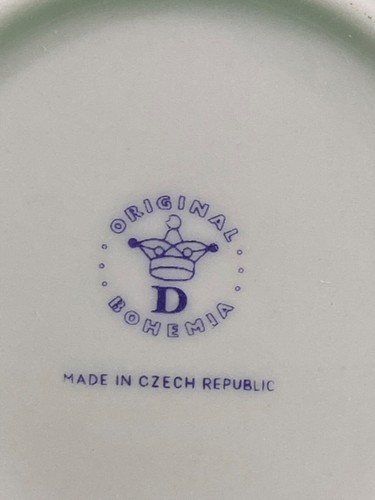 ORIGINAL
D
BOHEMIA
MADE IN CZECH REPUBLIC